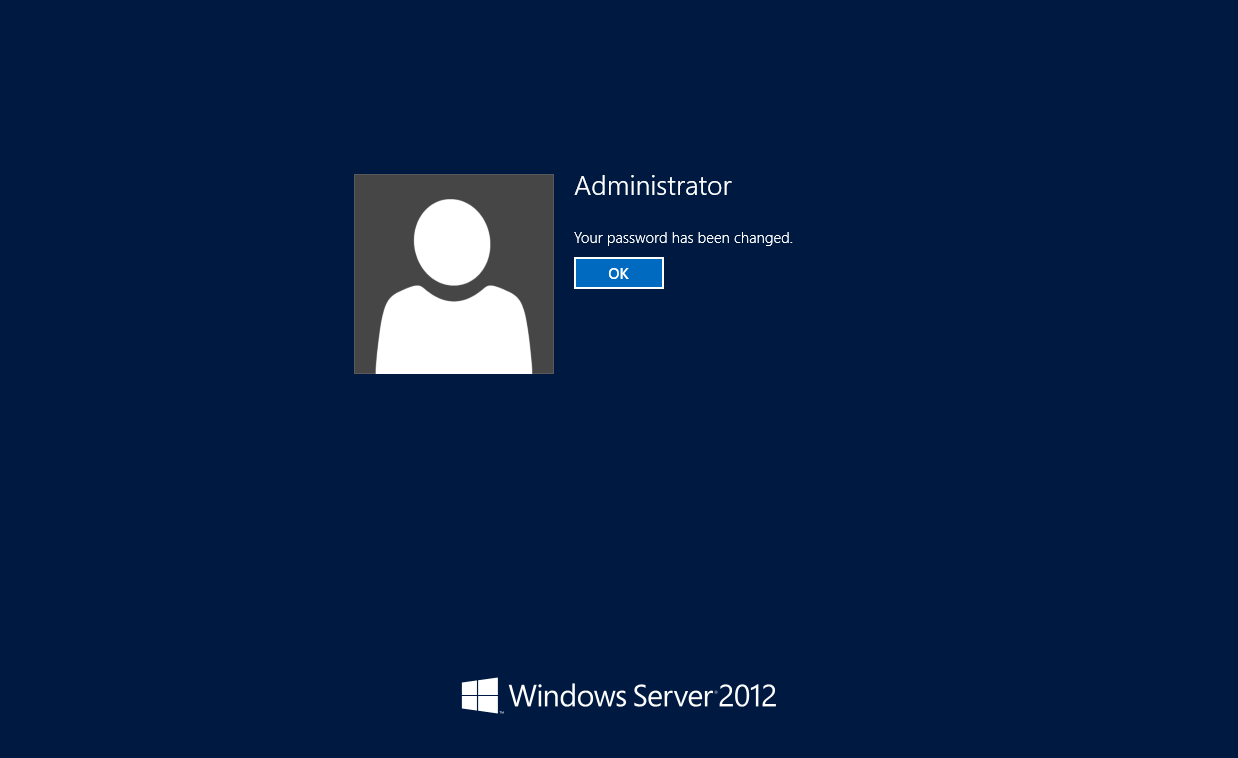 Administrator
Your password has been changed.
OK
Windows Server 2012